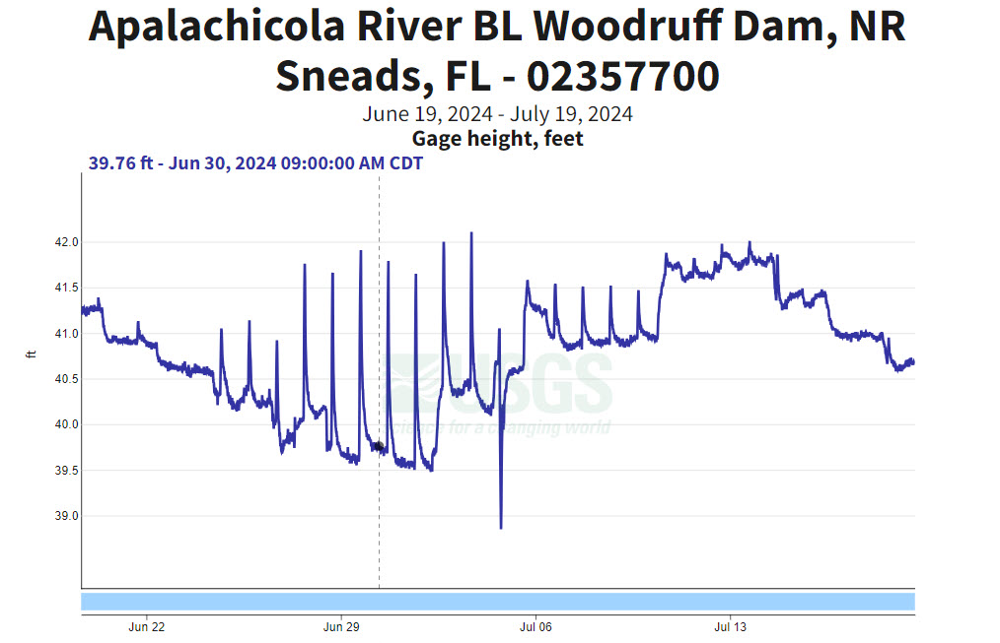 Apalachicola River BL Woodruff Dam, NR
Sneads, FL - 02357700
June 19, 2024 - July 19, 2024
Gage height, feet
39.76 ft - Jun 30, 2024 09:00:00 AM CDT
42.0
41.5
41.0
ft
40.5
USGS
40.0
science for a changing world
39.5
39.0
Jun 22
Jun 29
Jul 06
Jul 13